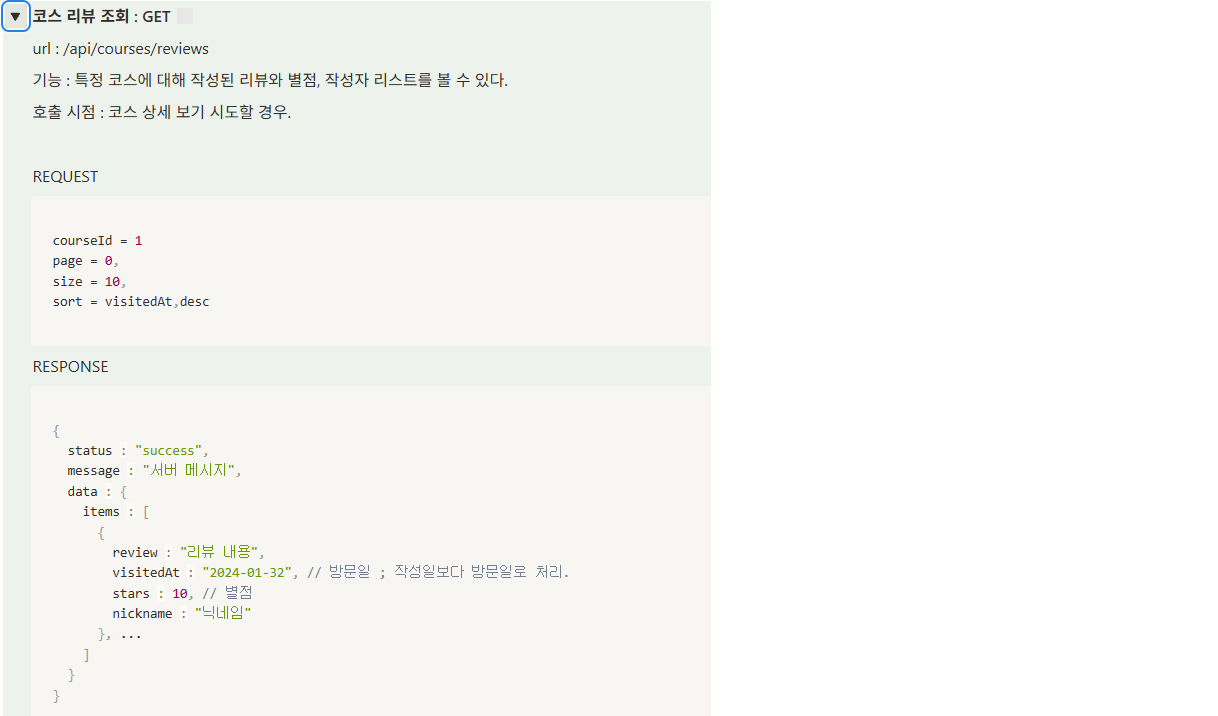 ▼ 코스 리뷰 조회 : GET
url : /api/courses/reviews
기능 : 특정 코스에 대해 작성된 리뷰와 별점, 작성자 리스트를 볼 수 있다.
호출 시점 : 코스 상세 보기 시도할 경우.
REQUEST
courseId = 1
page = 0,
size = 10,
sort = visitedAt,desc
RESPONSE
{
status : "success",
message : "서버 메시지",
data : {
items : [
{
review : "리뷰 내용",
visitedAt : "2024-01-32", // 방문일 ; 작성일보다 방문일로 처리.
stars : 10, // 별점
nickname : "닉네임"
}, ...
]
}
}